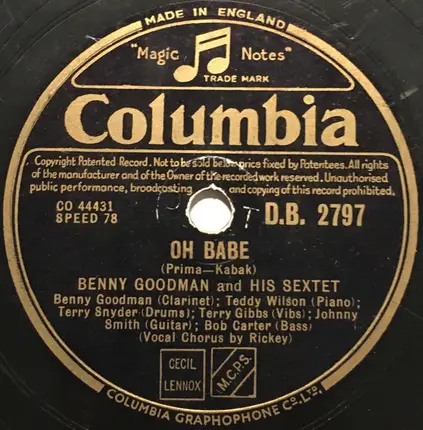 MADE IN ENGLAND
"Magic Notes"
TRADE MARK
Columbia
Copyright Patented Record. Not to be sold below price fixed by Patentees. All rights
of the manufacturer and of the Owner of the recorded work reserved. Unauthorised
public performance, broadcasting and copying of this record prohibited.
CO 44431
SPEED 78
D.B. 2797
OH BABE
(Prima—Kabak)
BENNY GOODMAN and HIS SEXTET
Benny Goodman (Clarinet); Teddy Wilson (Piano);
Terry Snyder (Drums); Terry Gibbs (Vibs); Johnny
Smith (Guitar); Bob Carter (Bass)
(Vocal Chorus by Rickey)
CECIL
LENNOX
M.C.P.S.
COLUMBIA GRAPHOPHONE Co. LTD.